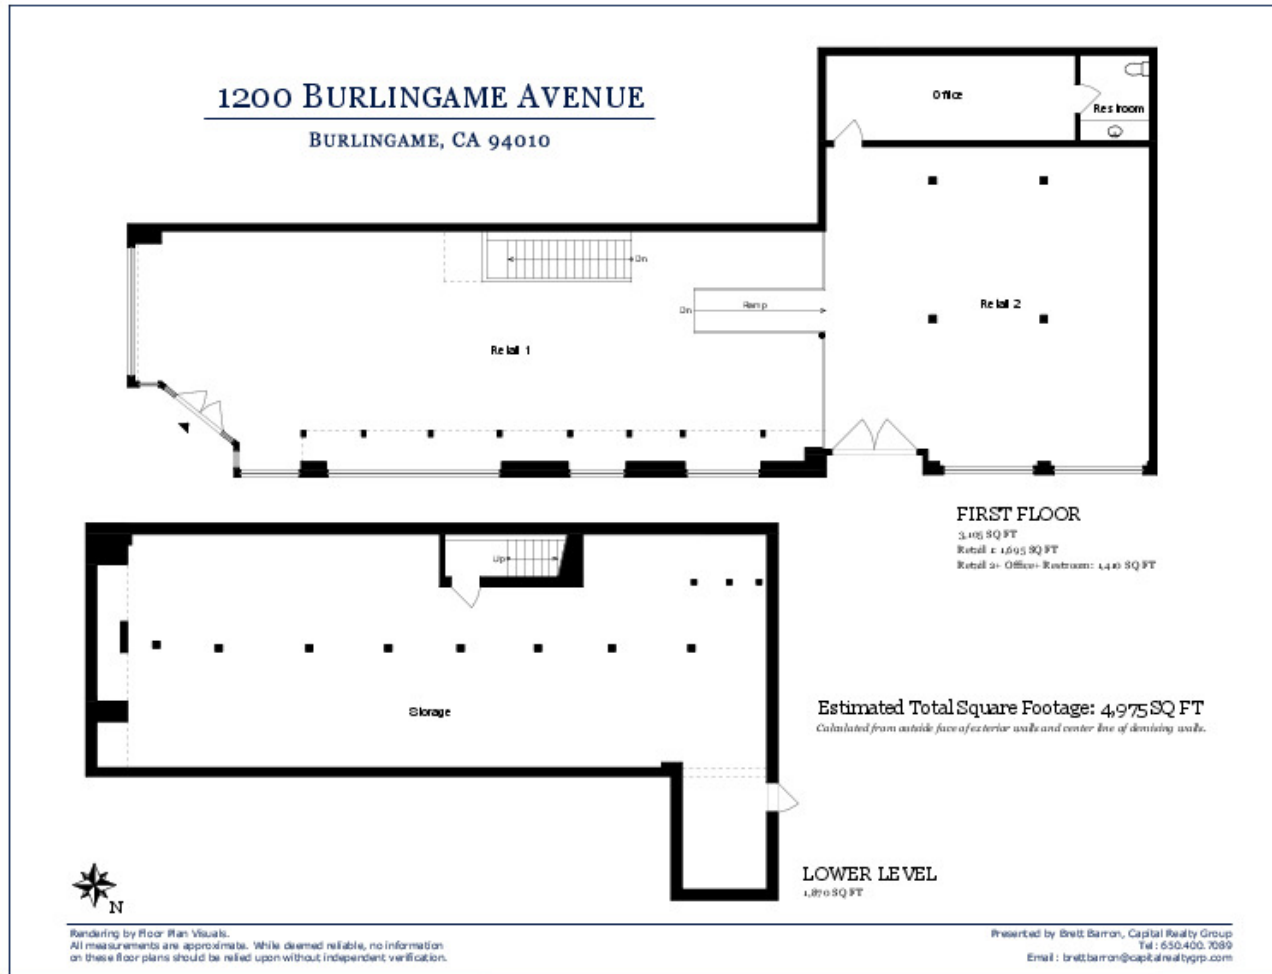 1200 Burlingame Avenue
Burlingame, CA 94010
Office
Restroom
Dn
Dn
Ramp
Retail 2
Retail 1
FIRST FLOOR
3,105 SQ FT
Retail 1: 1,695 SQ FT
Retail 2+ Office+ Restroom: 1,410 SQ FT
Up
Storage
Estimated Total Square Footage: 4,975 SQ FT
Calculated from outside face of exterior walls and center line of demising walls.
LOWER LEVEL
1,870 SQ FT
N
Rendering by Floor Plan Visuals.
All measurements are approximate. While deemed reliable, no information
on these floor plans should be relied upon without independent verification.
Presented by Brett Barron, Capital Realty Group
Tel: 650.400.7089
Email: brettbarron@capitalrealtygrp.com